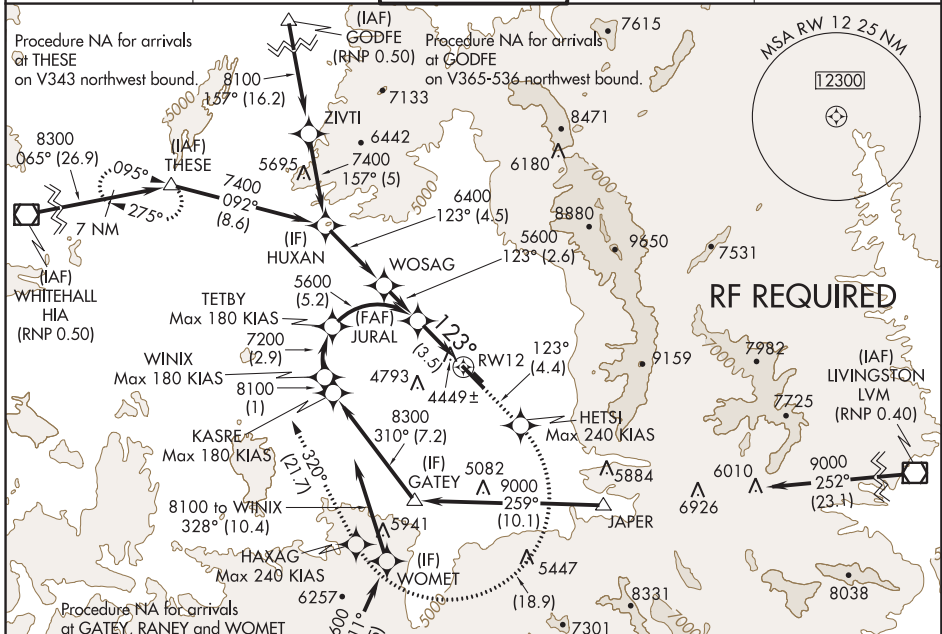 Procedure NA for arrivals
at THESE
on V343 northwest bound.
(IAF)
GODFE
(RNP 0.50)
Procedure NA for arrivals
at GODFE
on V365-536 northwest bound.
7615
MSA RW 12 25 NM
12300
5000
8100
157° (16.2)
7133
ZIVTI
6442
8471
6180
5000
8300
065° (26.9)
(IAF)
THESE
5695
7400
157° (5)
095°
275°
7 NM
7400
092°
(8.6)
6400
123° (4.5)
8880
9650
7531
(IF)
HUXAN
5600
123° (2.6)
WOSAG
(IAF)
WHITEHALL
HIA
(RNP 0.50)
RF REQUIRED
TETBY
Max 180 KIAS
5600
(5.2)
(FAF)
JURAL
123°
(3.5)
RW12
123°
(4.4)
7000
7982
7200
(2.9)
WINIX
Max 180 KIAS
9159
(IAF)
LIVINGSTON
LVM
(RNP 0.40)
8100
(1)
4793
4449±
7725
KASRE
Max 180 KIAS
8300
310° (7.2)
HETSI
Max 240 KIAS
320°
(21.7)
(IF)
GATEY
5082
9000
259°
(10.1)
5884
6010
6926
9000
252°
(23.1)
JAPER
8100 to WINIX
328° (10.4)
5941
HAXAG
Max 240 KIAS
(IF)
WOMET
5447
(18.9)
6257
8038
8331
7000
5000
7301
Procedure NA for arrivals
at GATEY, RANEY and WOMET